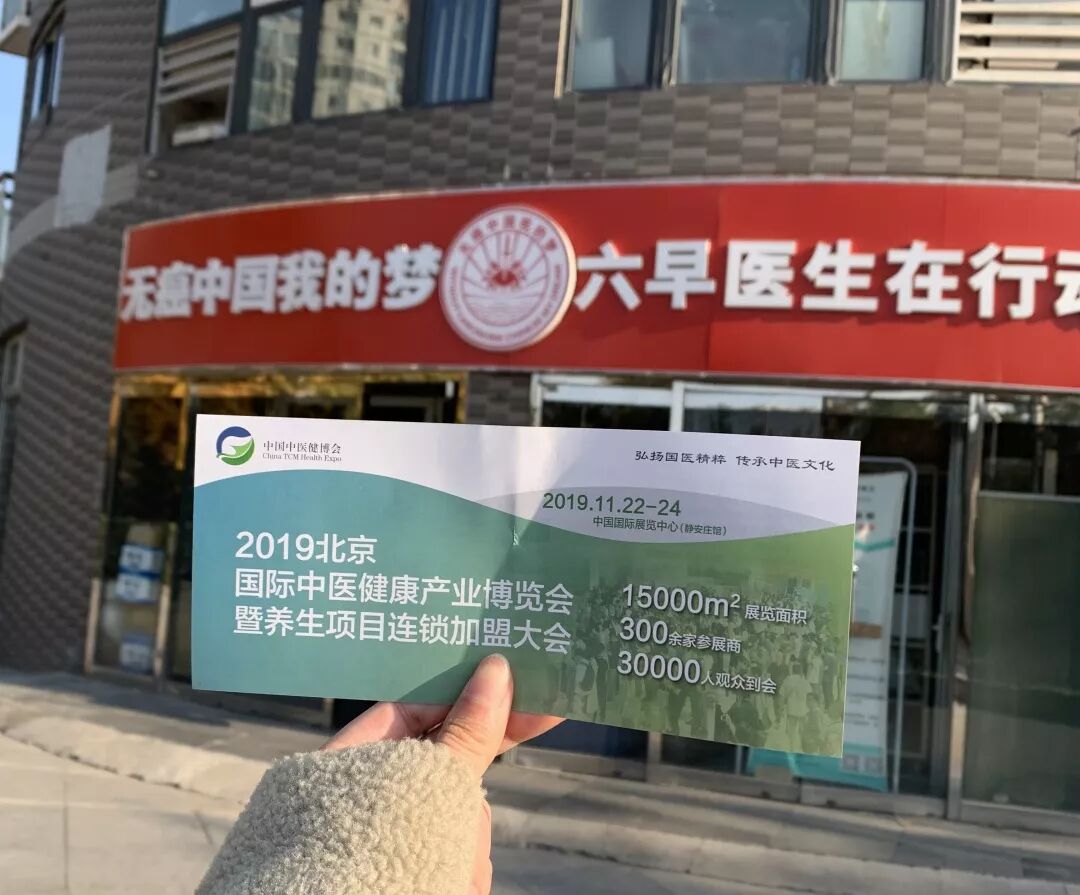 无癌中国我的梦
六早医生在行动
中国中医健博会
China TCM Health Expo
弘扬国医精粹 传承中医文化
2019.11.22-24
中国国际展览中心(静安庄馆)
2019北京
国际中医健康产业博览会
暨养生项目连锁加盟大会
15000m² 展览面积
300余家参展商
30000人观众到会